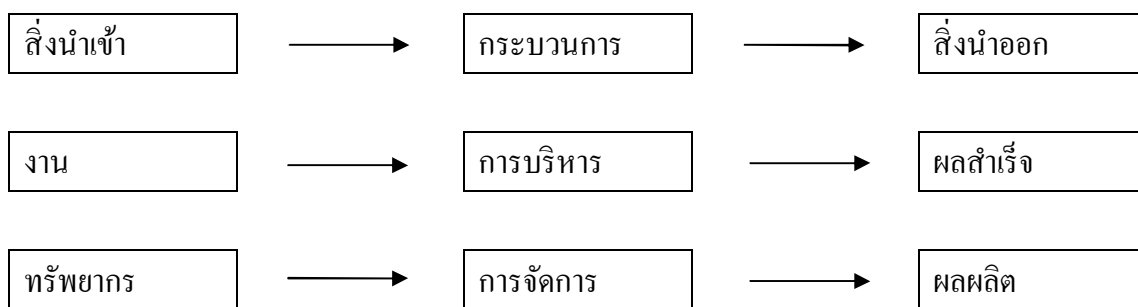 สิ่งนำเข้า กระบวนการ สิ่งนำออก
งาน การบริหาร ผลสำเร็จ
ทรัพยากร การจัดการ ผลผลิต